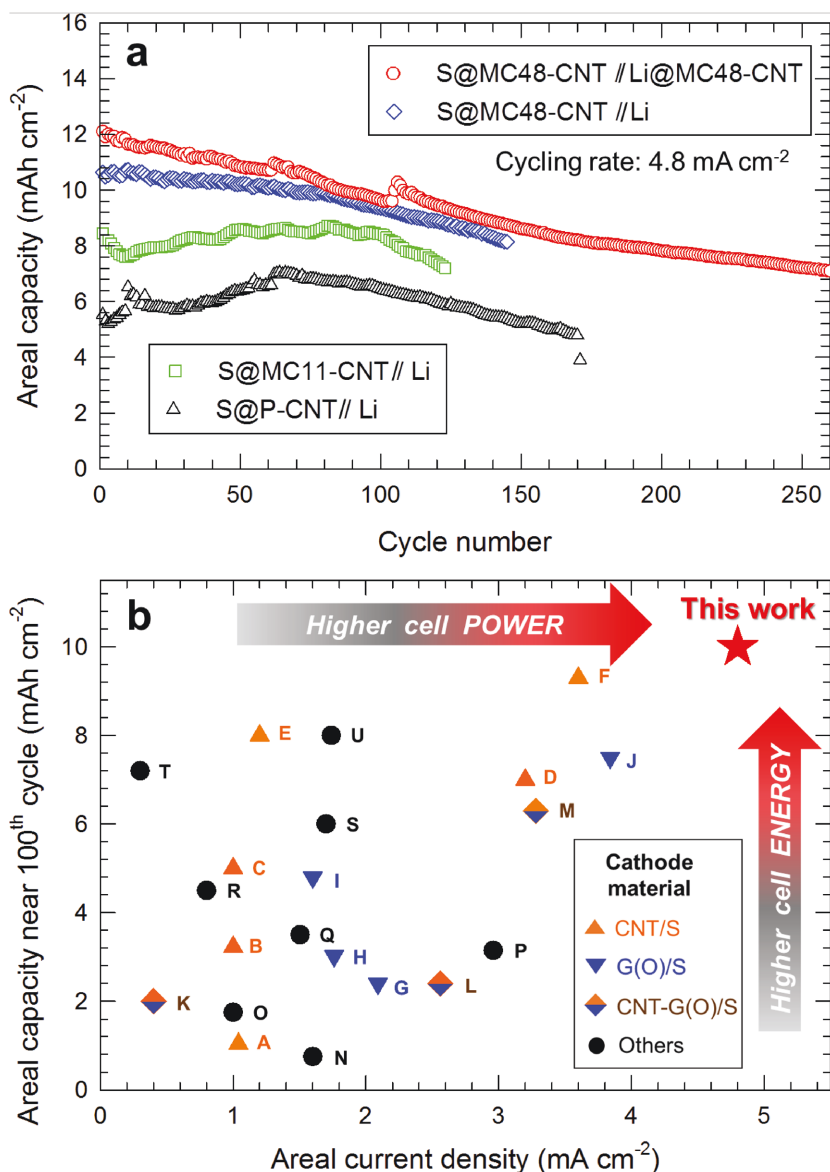 a
16
14
12
10
8
6
4
2
0
Areal capacity (mAh cm⁻²)
S@MC48-CNT // Li@MC48-CNT
S@MC48-CNT // Li
Cycling rate: 4.8 mA cm⁻²
S@MC11-CNT// Li
S@P-CNT// Li
0 50 100 150 200 250
Cycle number
b
10
8
6
4
2
0
Areal capacity near 100th cycle (mAh cm⁻²)
Higher cell POWER
This work
F
E
U
T
J
D
M
S
C
I
R
Q
B
H
P
G
L
K
O
A
N
Higher cell ENERGY
Cathode
material
CNT/S
G(O)/S
CNT-G(O)/S
Others
0 1 2 3 4 5
Areal current density (mA cm⁻²)